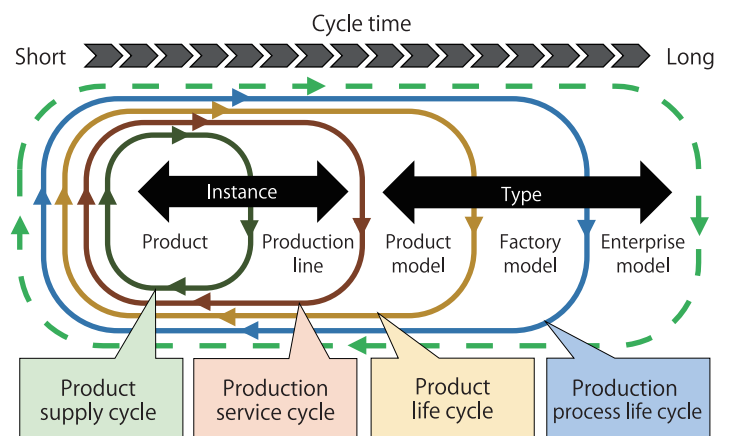 Cycle time
Short
Long
Instance
Type
Product
Production
line
Product
model
Factory
model
Enterprise
model
Product
supply cycle
Production
service cycle
Product
life cycle
Production
process life cycle